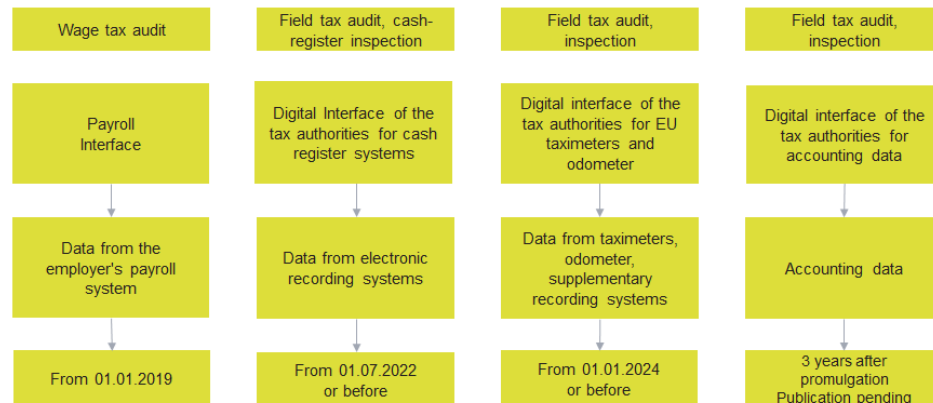 Wage tax audit
Field tax audit, cash-
register inspection
Field tax audit,
inspection
Field tax audit,
inspection
Payroll
Interface
Digital Interface of the
tax authorities for cash
register systems
Digital interface of the
tax authorities for EU
taximeters and
odometer
Digital interface of the
tax authorities for
accounting data
Data from the
employer's payroll
system
Data from electronic
recording systems
Data from taximeters,
odometer,
supplementary
recording systems
Accounting data
From 01.01.2019
From 01.07.2022
or before
From 01.01.2024
or before
3 years after
promulgation
Publication pending